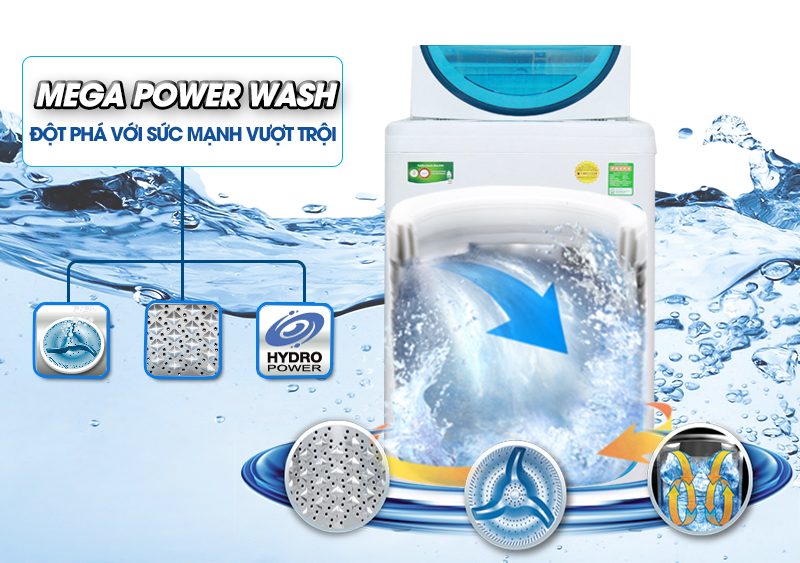 MEGA POWER WASH
ĐỘT PHÁ VỚI SỨC MẠNH VƯỢT TRỘI
HYDRO
POWER